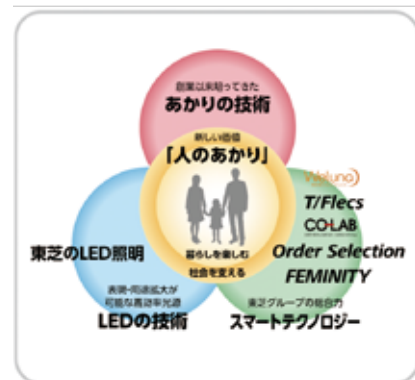 創業以来培ってきた
あかりの技術
新しい価値
「人のあかり」
暮らしを楽しむ
社会を変える
東芝のLED照明
表現・用途拡大が
可能な高効率光源
LEDの技術
Weluna
T/Flecs
CO-LAB
Order Selection
FEMINITY
東芝グループの総合力
スマートテクノロジー